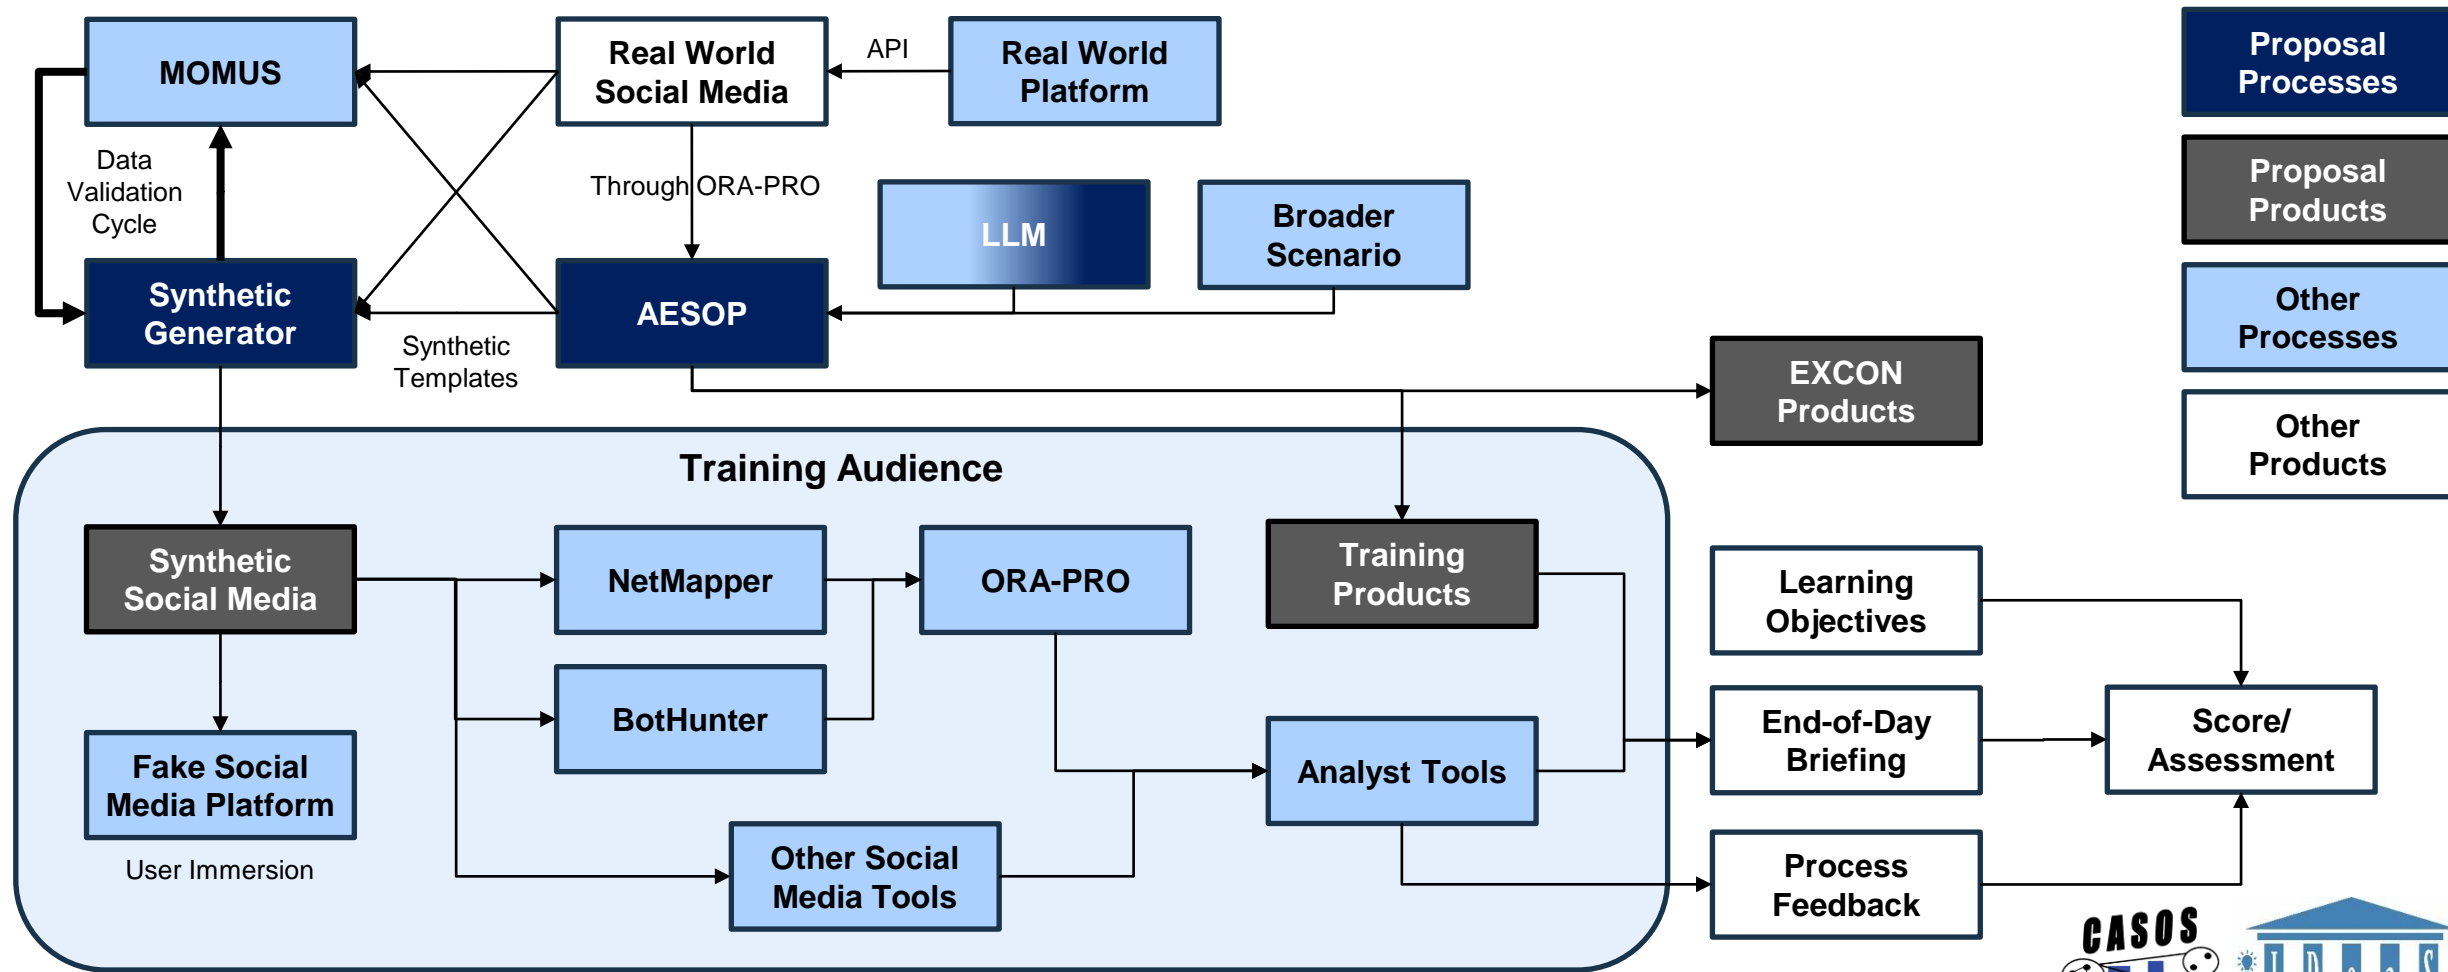 MOMUS
Real World
Social Media
API
Real World
Platform
Proposal
Processes
Data
Validation
Cycle
Through ORA-PRO
LLM
Broader
Scenario
Proposal
Products
Synthetic
Generator
Synthetic
Templates
AESOP
Other
Processes
EXCON
Products
Other
Products
Training Audience
Synthetic
Social Media
NetMapper
ORA-PRO
Training
Products
Learning
Objectives
BotHunter
Fake Social
Media Platform
User Immersion
Other Social
Media Tools
Analyst Tools
End-of-Day
Briefing
Score/
Assessment
Process
Feedback
CASOS
IDeaS